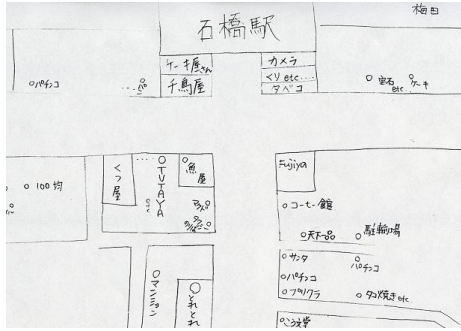 梅田
石橋駅
ケーキ屋さん
千鳥屋
カメラ
くり etc....
タバコ
パチンコ
宝石
etc
ケーキ
100均
くつ屋
TUTAYA
魚屋
Fujiya
コーヒー館
天下一品
駐輪場
サンタ
パチンコ
パチンコ
プリクラ
タコ焼き etc
マンション
とれとれ